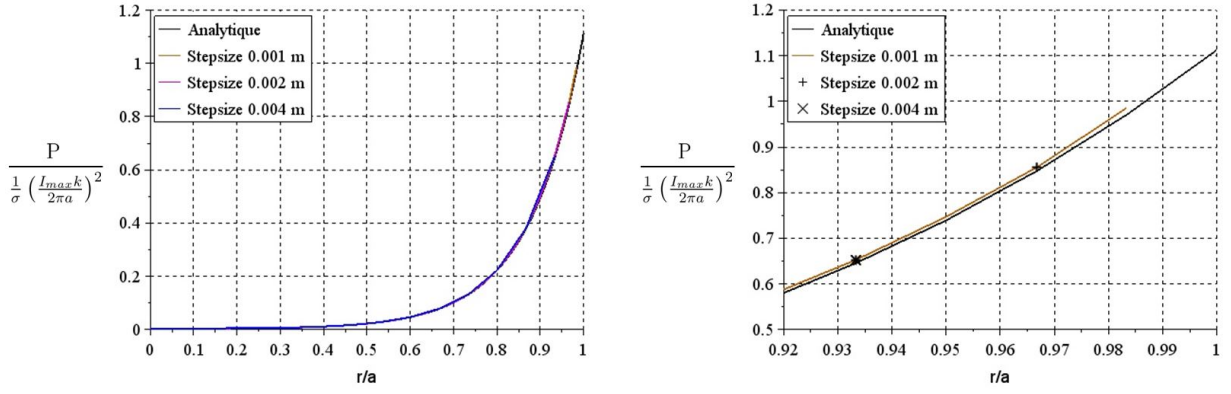 Analytique
Stepsize 0.001 m
Stepsize 0.002 m
Stepsize 0.004 m
1.2
1
0.8
0.6
0.4
0.2
0
P
1/σ (I_max k / 2πa)^2
0 0.1 0.2 0.3 0.4 0.5 0.6 0.7 0.8 0.9 1
r/a
Analytique
Stepsize 0.001 m
Stepsize 0.002 m
Stepsize 0.004 m
1.2
1.1
1
0.9
0.8
0.7
0.6
0.5
P
1/σ (I_max k / 2πa)^2
0.92 0.93 0.94 0.95 0.96 0.97 0.98 0.99 1
r/a